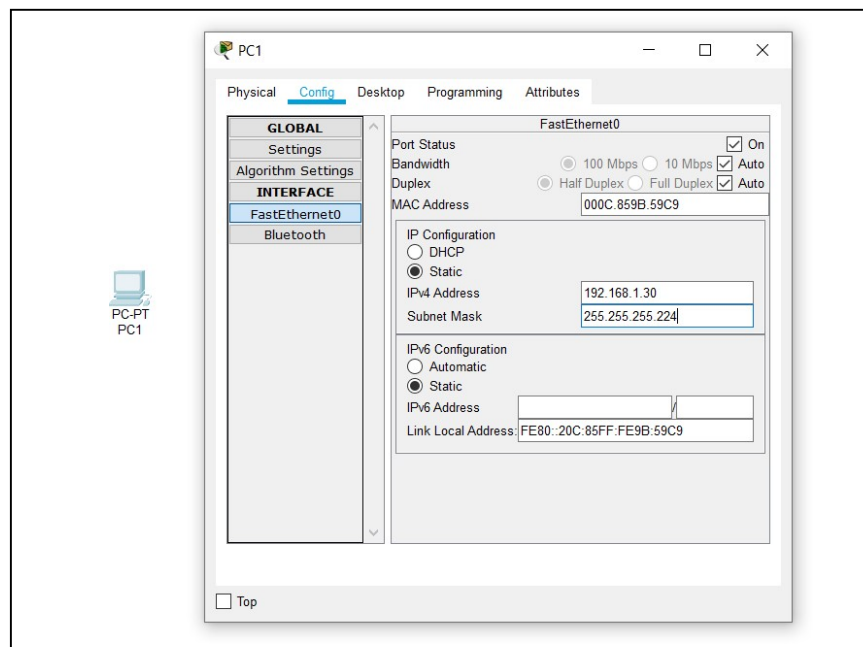 PC1
Physical Config Desktop Programming Attributes
GLOBAL
Settings
Algorithm Settings
INTERFACE
FastEthernet0
Bluetooth
FastEthernet0
Port Status On
Bandwidth 100 Mbps 10 Mbps Auto
Duplex Half Duplex Full Duplex Auto
MAC Address 000C.859B.59C9
IP Configuration
DHCP
Static
IPv4 Address 192.168.1.30
Subnet Mask 255.255.255.224
IPv6 Configuration
Automatic
Static
IPv6 Address /
Link Local Address: FE80::20C:85FF:FE9B:59C9
Top
PC-PT
PC1